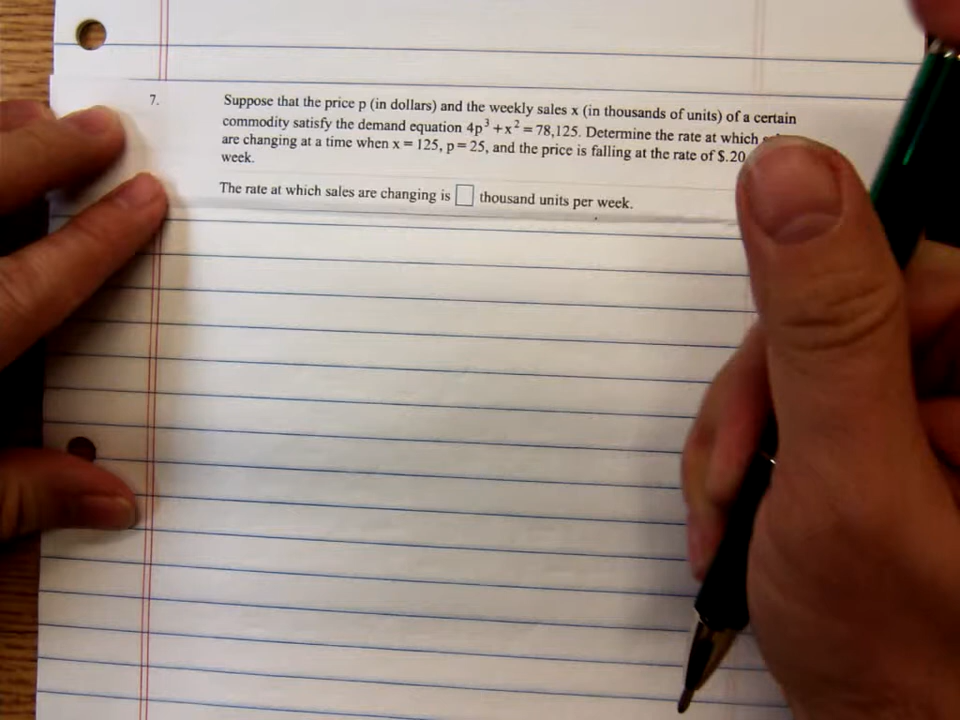 7. Suppose that the price p (in dollars) and the weekly sales x (in thousands of units) of a certain
commodity satisfy the demand equation 4p³ + x² = 78,125. Determine the rate at which
are changing at a time when x = 125, p = 25, and the price is falling at the rate of $.20
week.
The rate at which sales are changing is □ thousand units per week.